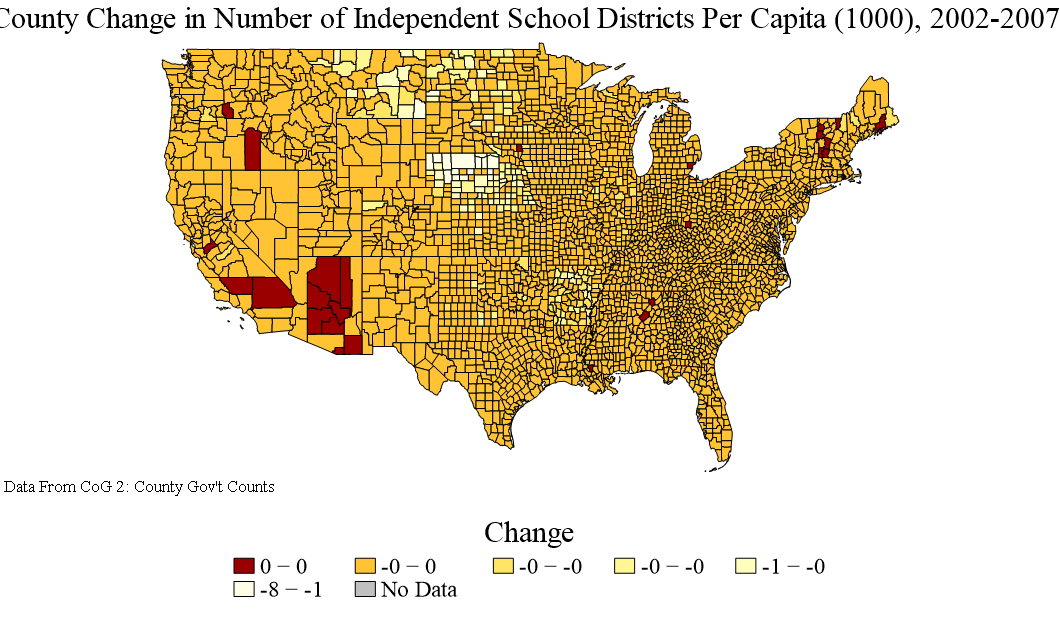 County Change in Number of Independent School Districts Per Capita (1000), 2002-2007
Data From CoG 2: County Gov't Counts
Change
0 – 0 -0 – 0 -0 – -0 -0 – -0 -1 – -0
-8 – -1 No Data